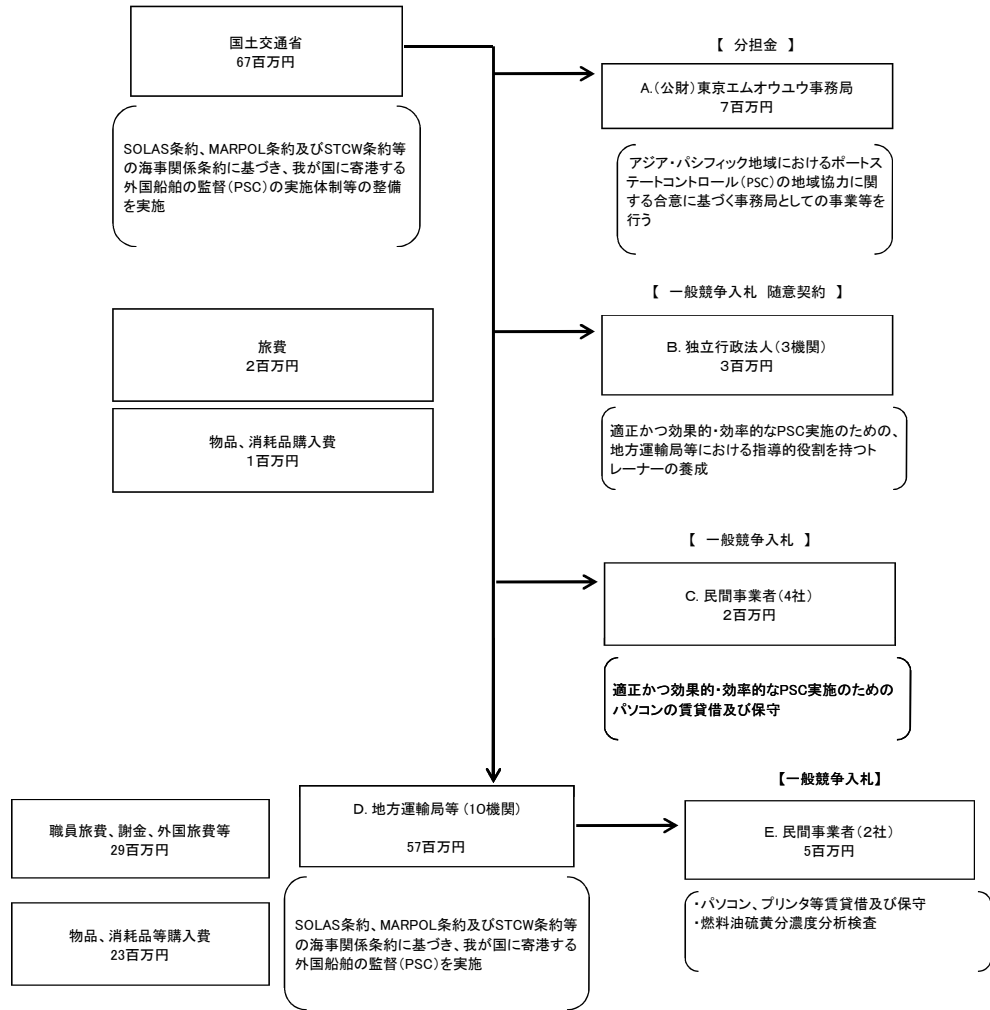 国土交通省
67百万円
SOLAS条約、MARPOL条約及びSTCW条約等
の海事関係条約に基づき、我が国に寄港する
外国船舶の監督(PSC)の実施体制等の整備
を実施
【 分担金 】
A.(公財)東京エムオウユウ事務局
7百万円
アジア・パシフィック地域におけるポートス
テートコントロール(PSC)の地域協力に関
する合意に基づく事務局としての事業等を
行う
旅費
2百万円
物品、消耗品購入費
1百万円
【 一般競争入札 随意契約 】
B. 独立行政法人(3機関)
3百万円
適正かつ効果的・効率的なPSC実施のための、
地方運輸局等における指導的役割を持つト
レーナーの養成
【 一般競争入札 】
C. 民間事業者(4社)
2百万円
適正かつ効果的・効率的なPSC実施のための
パソコンの賃貸借及び保守
職員旅費、謝金、外国旅費等
29百万円
物品、消耗品等購入費
23百万円
D. 地方運輸局等(10機関)
57百万円
SOLAS条約、MARPOL条約及びSTCW条約等
の海事関係条約に基づき、我が国に寄港する
外国船舶の監督(PSC)を実施
【一般競争入札】
E. 民間事業者(2社)
5百万円
・パソコン、プリンタ等賃貸借及び保守
・燃料油硫黄分濃度分析検査